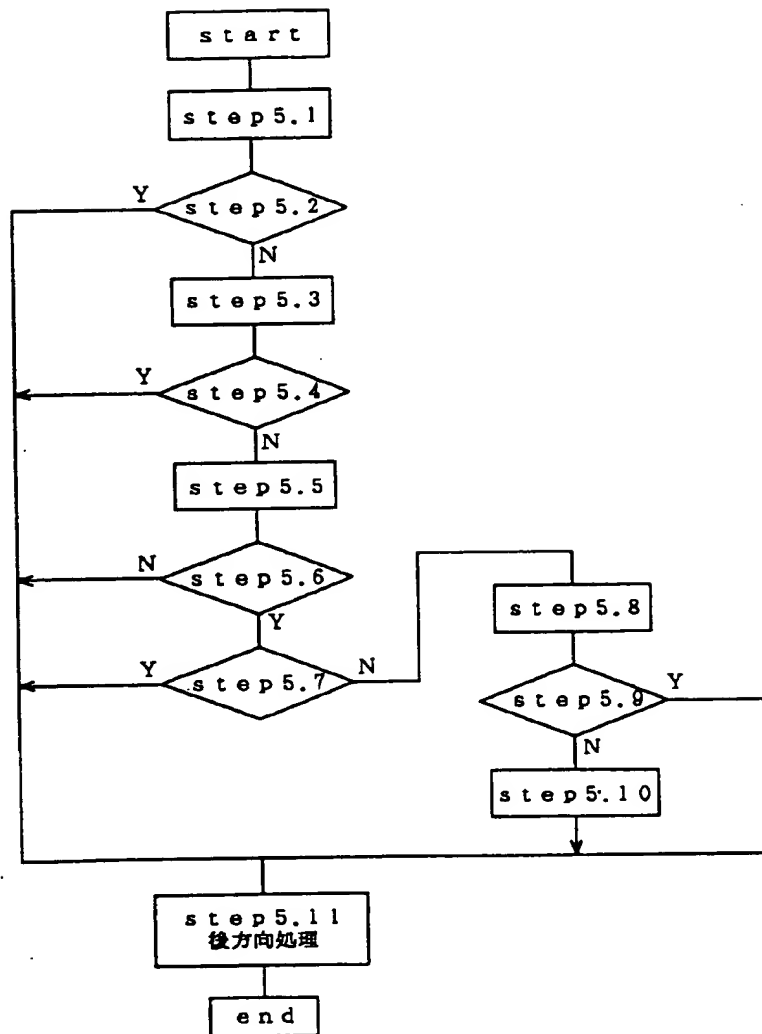 start
step5.1
Y
step5.2
N
step5.3
Y
step5.4
N
step5.5
N
step5.6
Y
Y
step5.7
N
step5.8
step5.9
Y
N
step5.10
step5.11
後方向処理
end